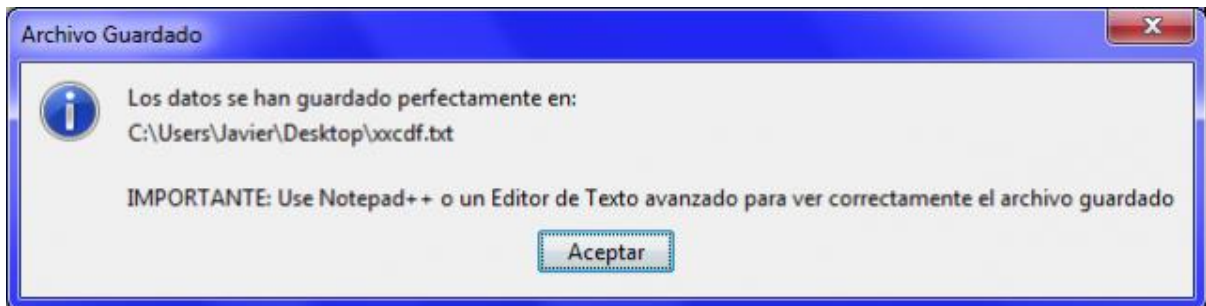 Archivo Guardado
Los datos se han guardado perfectamente en:
C:\Users\Javier\Desktop\xxcdf.txt
IMPORTANTE: Use Notepad++ o un Editor de Texto avanzado para ver correctamente el archivo guardado
Aceptar